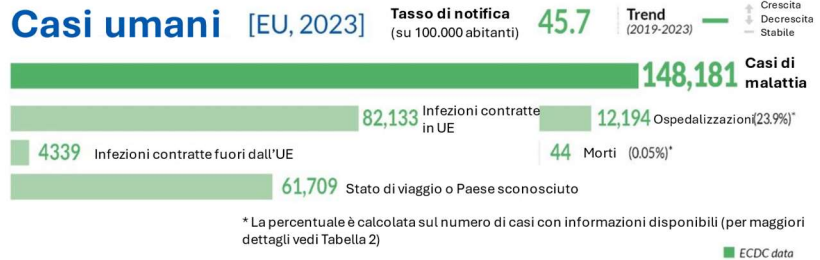 Casi umani [EU, 2023]
Tasso di notifica
(su 100.000 abitanti)
45.7
Trend
(2019-2023)
Crescita
Decrescita
Stabile
148,181 Casi di
malattia
82,133 Infezioni contratte
in UE
12,194 Ospedalizzazioni (23.9%)*
4339 Infezioni contratte fuori dall'UE
44 Morti (0.05%)*
61,709 Stato di viaggio o Paese sconosciuto
* La percentuale è calcolata sul numero di casi con informazioni disponibili (per maggiori
dettagli vedi Tabella 2)
ECDC data